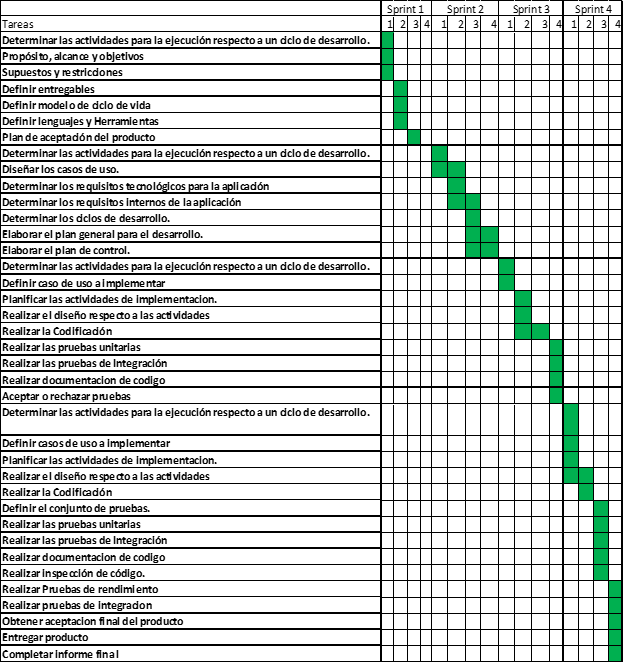 Sprint 1 Sprint 2 Sprint 3 Sprint 4
Tareas 1 2 3 4 1 2 3 4 1 2 3 4 1 2 3 4
Determinar las actividades para la ejecución respecto a un ciclo de desarrollo.
Propósito, alcance y objetivos
Supuestos y restricciones
Definir entregables
Definir modelo de ciclo de vida
Definir lenguajes y Herramientas
Plan de aceptación del producto
Determinar las actividades para la ejecución respecto a un ciclo de desarrollo.
Diseñar los casos de uso.
Determinar los requisitos tecnológicos para la aplicación
Determinar los requisitos internos de la aplicación
Determinar los ciclos de desarrollo.
Elaborar el plan general para el desarrollo.
Elaborar el plan de control.
Determinar las actividades para la ejecución respecto a un ciclo de desarrollo.
Definir caso de uso a implementar
Planificar las actividades de implementacion.
Realizar el diseño respecto a las actividades
Realizar la Codificación
Realizar las pruebas unitarias
Realizar las pruebas de Integración
Realizar documentacion de codigo
Aceptar o rechazar pruebas
Determinar las actividades para la ejecución respecto a un ciclo de desarrollo.
Definir casos de uso a implementar
Planificar las actividades de implementacion.
Realizar el diseño respecto a las actividades
Realizar la Codificación
Definir el conjunto de pruebas.
Realizar las pruebas unitarias
Realizar las pruebas de Integración
Realizar documentacion de codigo
Realizar inspección de código.
Realizar Pruebas de rendimiento
Realizar pruebas de integracion
Obtener aceptacion final del producto
Entregar producto
Completar informe final